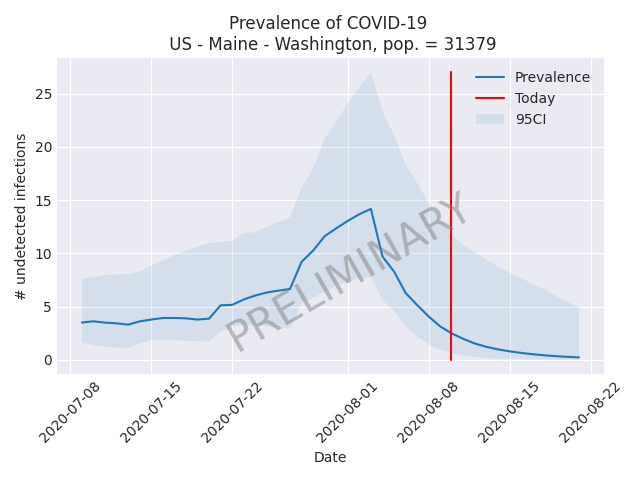 Prevalence of COVID-19
US - Maine - Washington, pop. = 31379
Prevalence
Today
95CI
# undetected infections
25
20
15
10
5
0
PRELIMINARY
2020-07-08
2020-07-15
2020-07-22
2020-08-01
2020-08-08
2020-08-15
2020-08-22
Date